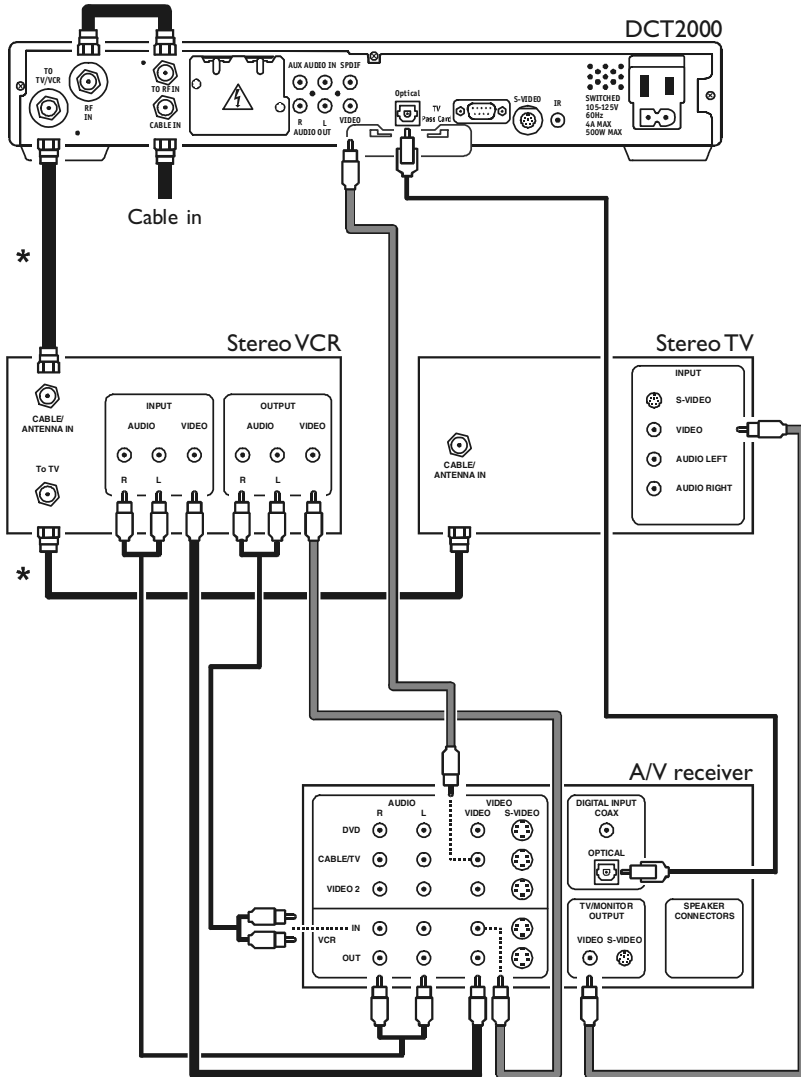 DCT2000
TO
TV/VCR
RF
IN
TO RF IN
CABLE IN
AUX AUDIO IN SPDIF
R L VIDEO
AUDIO OUT
Optical
TV
Pass Card
S-VIDEO
IR
SWITCHED
105-125V
60Hz
4A MAX
500W MAX
Cable in
*
Stereo VCR
CABLE/
ANTENNA IN
To TV
INPUT
AUDIO VIDEO
R L
OUTPUT
AUDIO VIDEO
R L
*
Stereo TV
CABLE/
ANTENNA IN
INPUT
S-VIDEO
VIDEO
AUDIO LEFT
AUDIO RIGHT
A/V receiver
AUDIO VIDEO
R L VIDEO S-VIDEO
DVD
CABLE/TV
VIDEO 2
IN
VCR
OUT
DIGITAL INPUT
COAX
OPTICAL
TV/MONITOR
OUTPUT
VIDEO S-VIDEO
SPEAKER
CONNECTORS